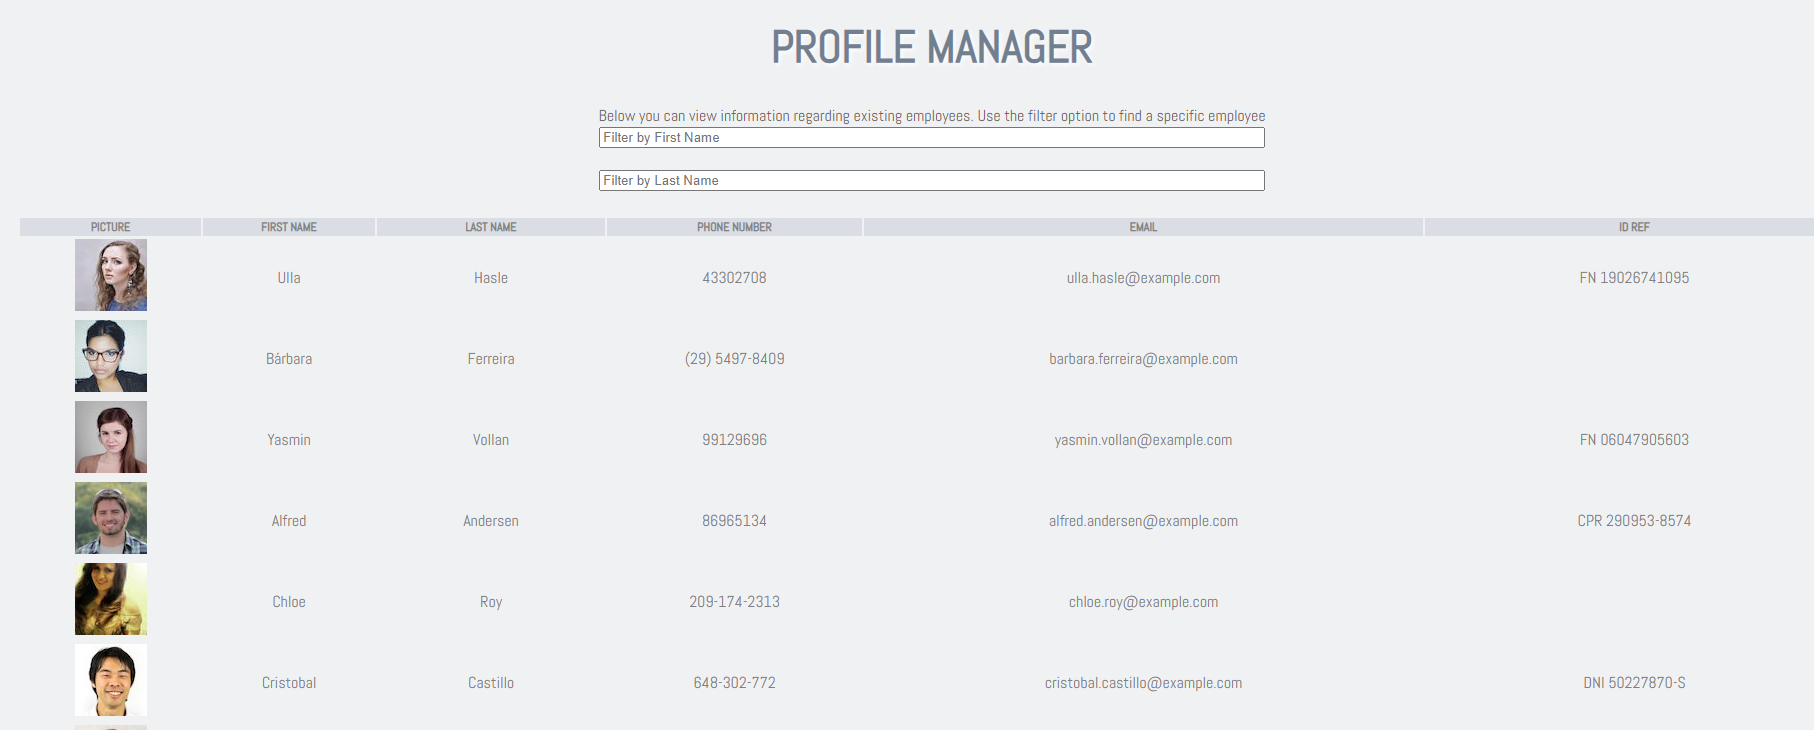 PROFILE MANAGER
Below you can view information regarding existing employees. Use the filter option to find a specific employee
Filter by First Name
Filter by Last Name
PICTURE FIRST NAME LAST NAME PHONE NUMBER EMAIL ID REF
Ulla Hasle 43302708 ulla.hasle@example.com FN 19026741095
Bárbara Ferreira (29) 5497-8409 barbara.ferreira@example.com
Yasmin Vollan 99129696 yasmin.vollan@example.com FN 06047905603
Alfred Andersen 86965134 alfred.andersen@example.com CPR 290953-8574
Chloe Roy 209-174-2313 chloe.roy@example.com
Cristobal Castillo 648-302-772 cristobal.castillo@example.com DNI 50227870-S